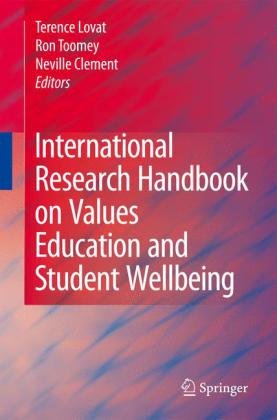 Terence Lovat
Ron Toomey
Neville Clement
Editors
International
Research Handbook
on Values
Education and
Student Wellbeing
Springer